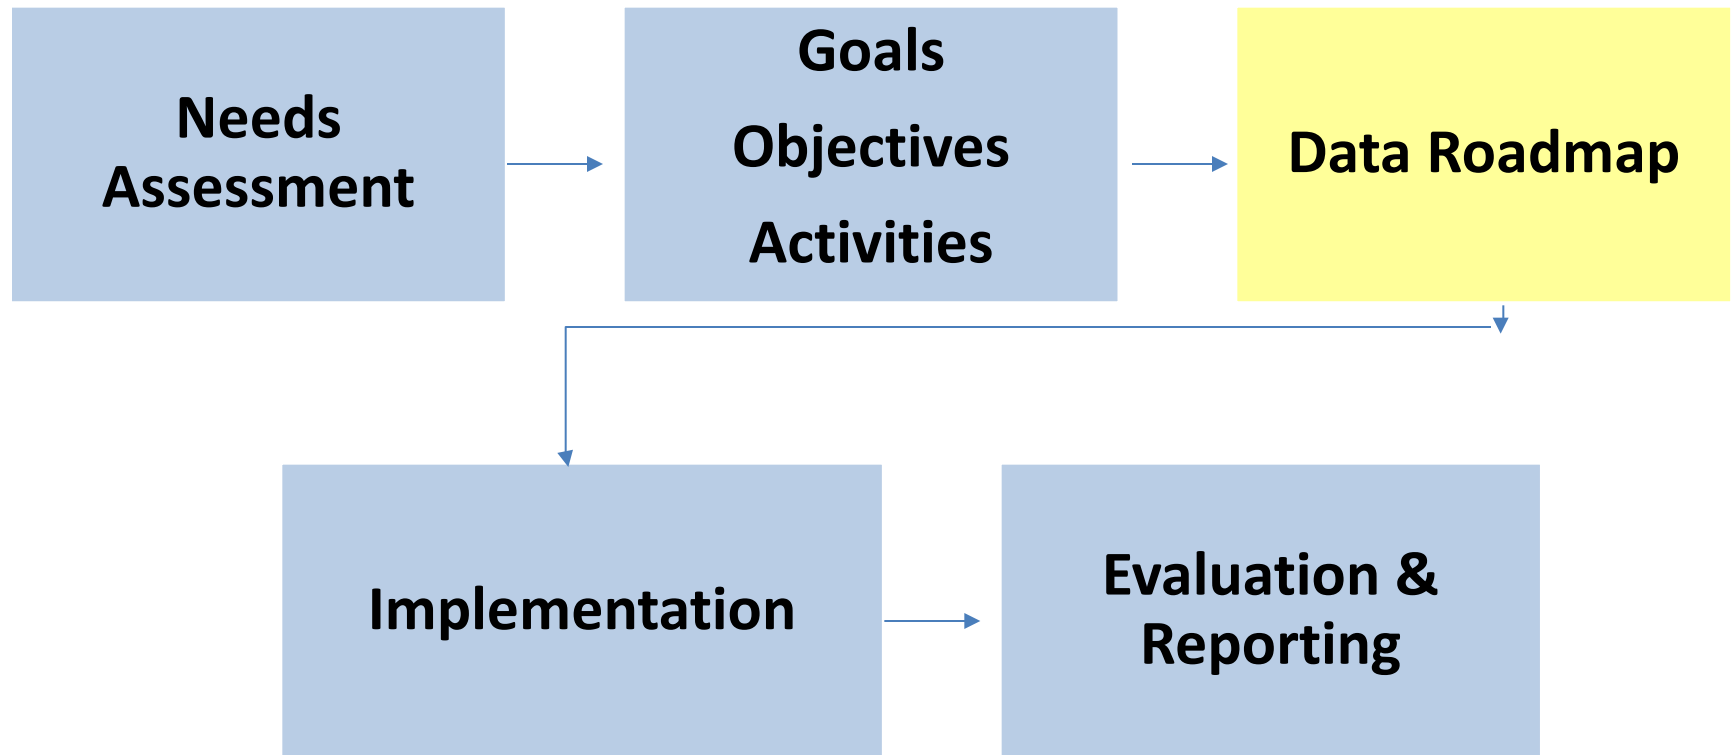 Needs
Assessment
Goals
Objectives
Activities
Data Roadmap
Implementation
Evaluation &
Reporting